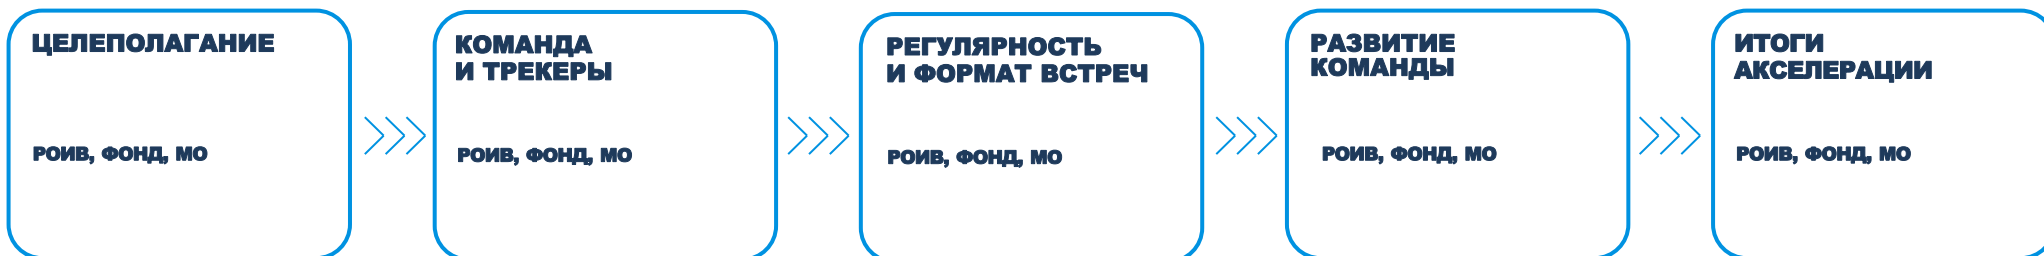 ЦЕЛЕПОЛАГАНИЕ
РОИВ, ФОНД, МО
КОМАНДА
И ТРЕКЕРЫ
РОИВ, ФОНД, МО
РЕГУЛЯРНОСТЬ
И ФОРМАТ ВСТРЕЧ
РОИВ, ФОНД, МО
РАЗВИТИЕ
КОМАНДЫ
РОИВ, ФОНД, МО
ИТОГИ
АКСЕЛЕРАЦИИ
РОИВ, ФОНД, МО